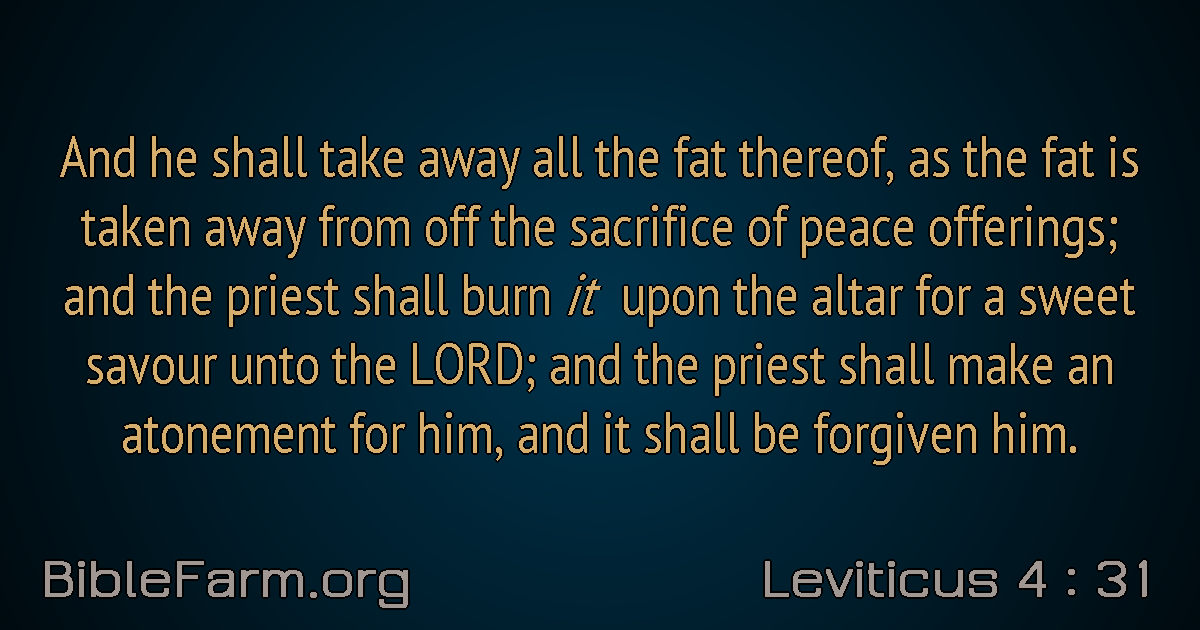 And he shall take away all the fat thereof, as the fat is
taken away from off the sacrifice of peace offerings;
and the priest shall burn it upon the altar for a sweet
savour unto the LORD; and the priest shall make an
atonement for him, and it shall be forgiven him.
BibleFarm.org
Leviticus 4 : 31